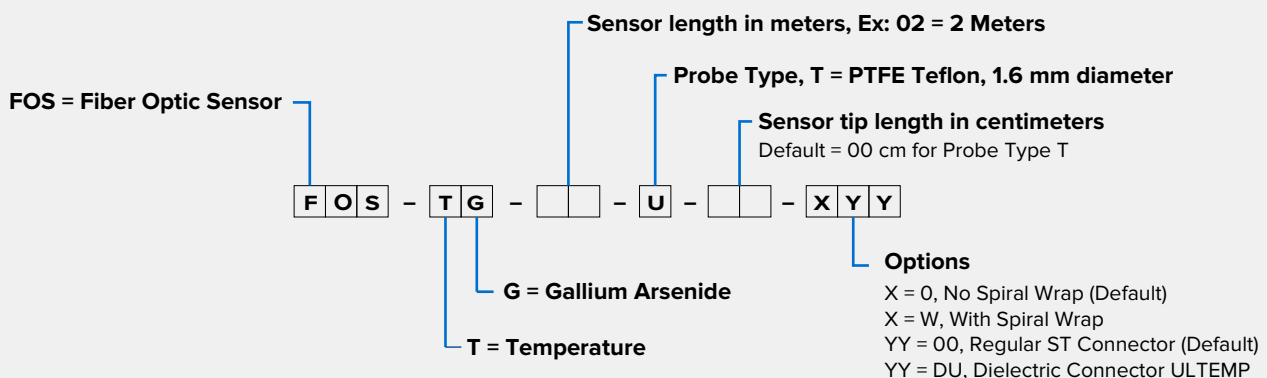 Sensor length in meters, Ex: 02 = 2 Meters
Probe Type, T = PTFE Teflon, 1.6 mm diameter
FOS = Fiber Optic Sensor
Sensor tip length in centimeters
Default = 00 cm for Probe Type T
F O S – T G – – U – – X Y Y
Options
G = Gallium Arsenide
X = 0, No Spiral Wrap (Default)
X = W, With Spiral Wrap
T = Temperature
YY = 00, Regular ST Connector (Default)
YY = DU, Dielectric Connector ULTEMP